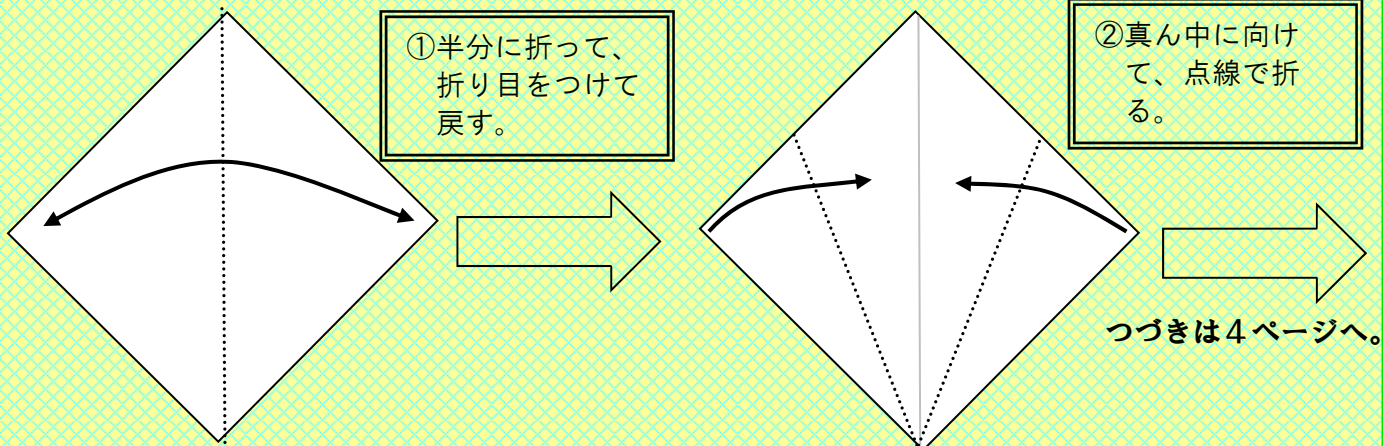 ①半分に折って、
折り目をつけて
戻す。
②真ん中に向け
て、点線で折
る。
つづきは４ページへ。